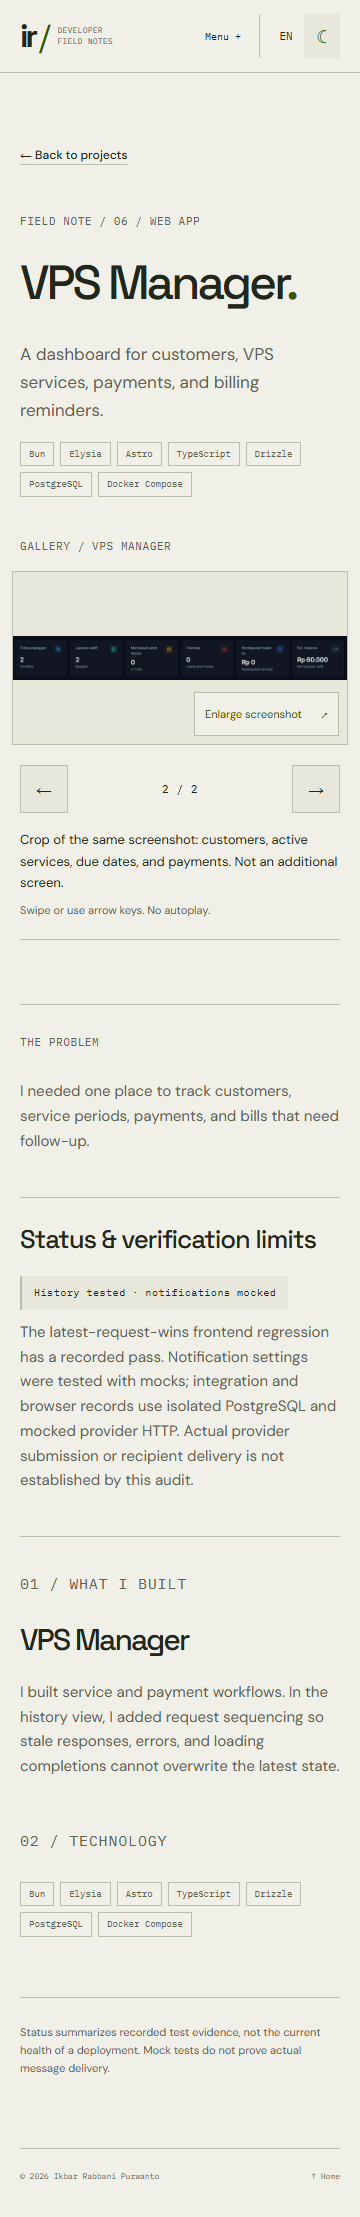 ir/ DEVELOPER
FIELD NOTES
Menu +
EN
☾
← Back to projects
FIELD NOTE / 06 / WEB APP
VPS Manager.
A dashboard for customers, VPS
services, payments, and billing
reminders.
Bun Elysia Astro TypeScript Drizzle
PostgreSQL Docker Compose
GALLERY / VPS MANAGER
2 2 0 0 Rp 0 Rp 60.000
Enlarge screenshot ↗
← 2 / 2 →
Crop of the same screenshot: customers, active
services, due dates, and payments. Not an additional
screen.
Swipe or use arrow keys. No autoplay.
THE PROBLEM
I needed one place to track customers,
service periods, payments, and bills that need
follow-up.
Status & verification limits
History tested · notifications mocked
The latest-request-wins frontend regression
has a recorded pass. Notification settings
were tested with mocks; integration and
browser records use isolated PostgreSQL and
mocked provider HTTP. Actual provider
submission or recipient delivery is not
established by this audit.
01 / WHAT I BUILT
VPS Manager
I built service and payment workflows. In the
history view, I added request sequencing so
stale responses, errors, and loading
completions cannot overwrite the latest state.
02 / TECHNOLOGY
Bun Elysia Astro TypeScript Drizzle
PostgreSQL Docker Compose
Status summarizes recorded test evidence, not the current
health of a deployment. Mock tests do not prove actual
message delivery.
© 2026 Ikbar Rabbani Purwanto ↑ Home